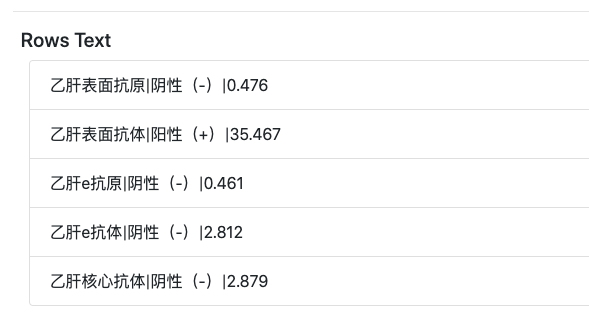 Rows Text
乙肝表面抗原|阴性（-）|0.476
乙肝表面抗体|阳性（+）|35.467
乙肝e抗原|阴性（-）|0.461
乙肝e抗体|阴性（-）|2.812
乙肝核心抗体|阴性（-）|2.879